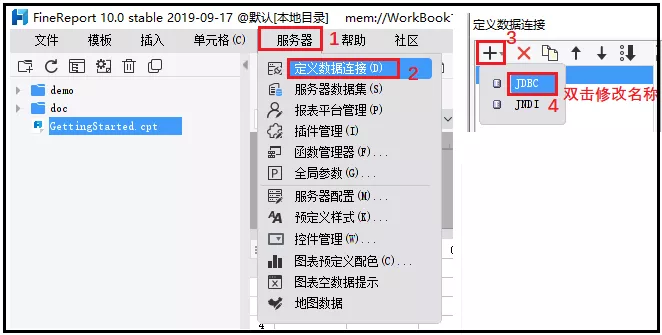 FineReport 10.0 stable 2019-09-17 @默认[本地目录] mem://WorkBook1
文件 模板 插入 单元格(C) 服务器 1 帮助 社区
demo
doc
GettingStarted.cpt
定义数据连接(D) 2
服务器数据集(S)
报表平台管理(P)
插件管理(I)
函数管理器(F)...
全局参数(G)...
服务器配置(M)...
预定义样式(K)...
控件管理(W)...
图表预定义配色(C)...
图表空数据提示
地图数据
4
定义数据连接
3
JDBC
4 双击修改名称
JNDI